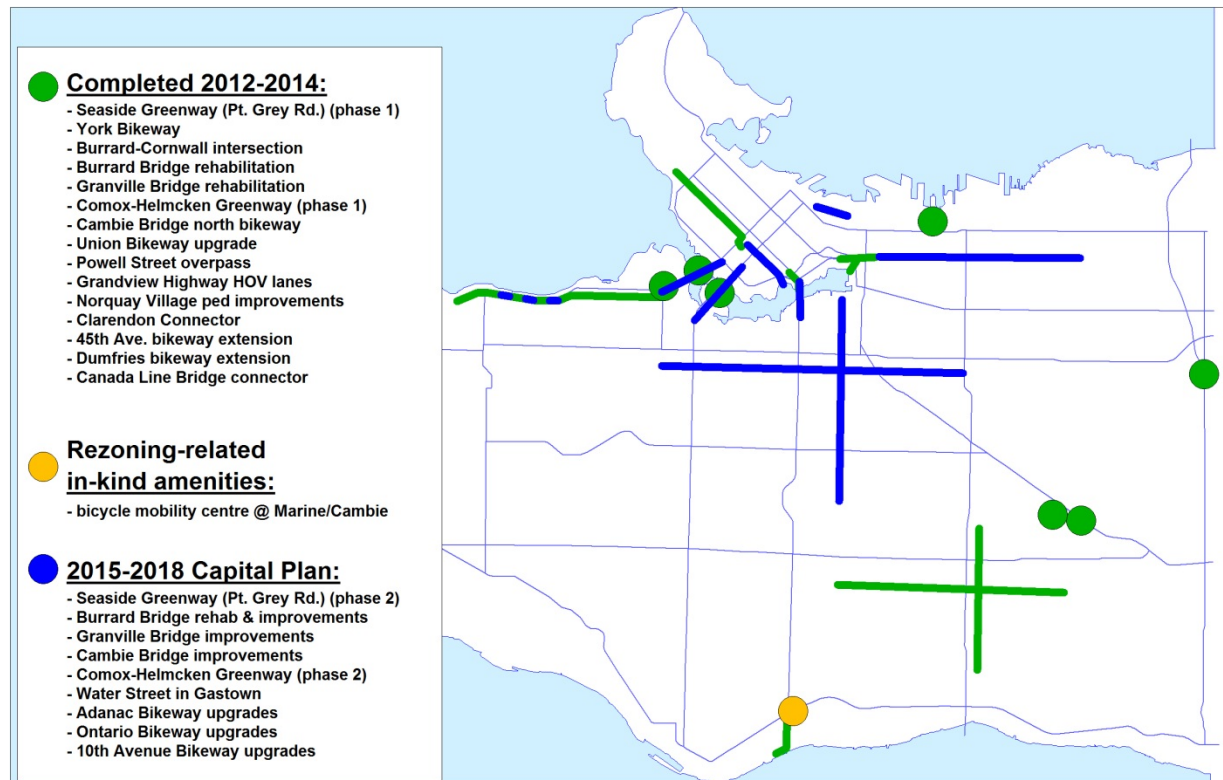 Completed 2012-2014:
- Seaside Greenway (Pt. Grey Rd.) (phase 1)
- York Bikeway
- Burrard-Cornwall intersection
- Burrard Bridge rehabilitation
- Granville Bridge rehabilitation
- Comox-Helmcken Greenway (phase 1)
- Cambie Bridge north bikeway
- Union Bikeway upgrade
- Powell Street overpass
- Grandview Highway HOV lanes
- Norquay Village ped improvements
- Clarendon Connector
- 45th Ave. bikeway extension
- Dumfries bikeway extension
- Canada Line Bridge connector
Rezoning-related
in-kind amenities:
- bicycle mobility centre @ Marine/Cambie
2015-2018 Capital Plan:
- Seaside Greenway (Pt. Grey Rd.) (phase 2)
- Burrard Bridge rehab & improvements
- Granville Bridge improvements
- Cambie Bridge improvements
- Comox-Helmcken Greenway (phase 2)
- Water Street in Gastown
- Adanac Bikeway upgrades
- Ontario Bikeway upgrades
- 10th Avenue Bikeway upgrades